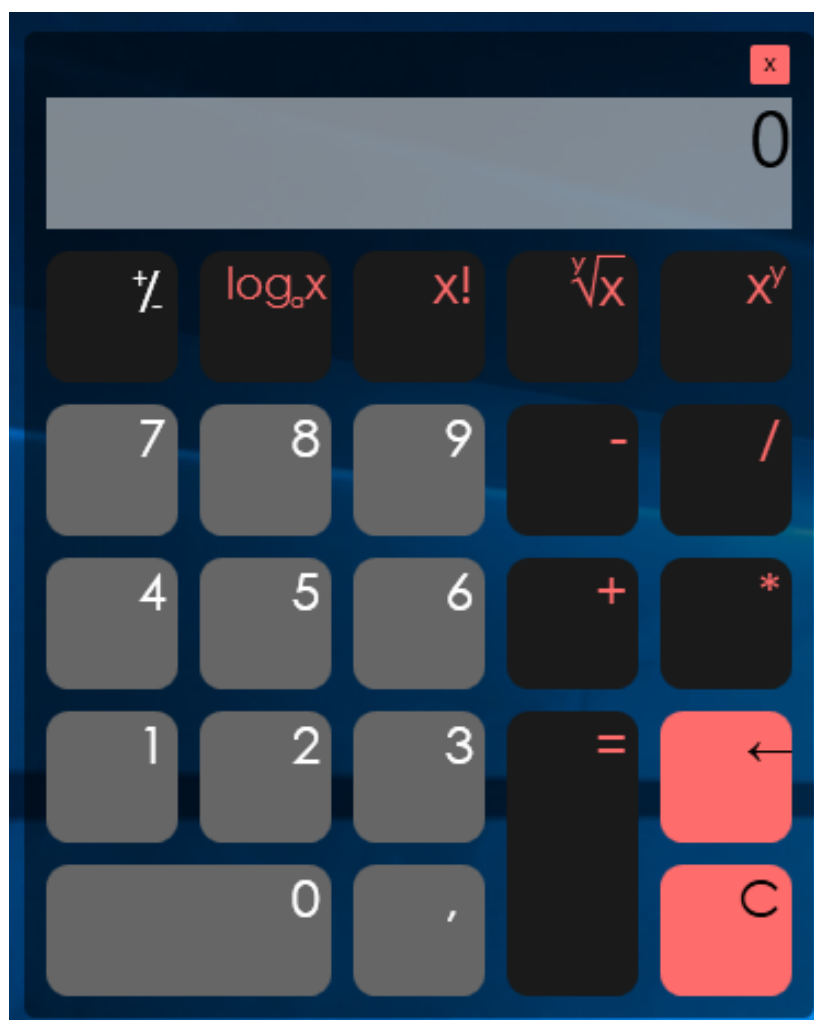 x
0
+/- logₐx x! ʸ√x xʸ
7 8 9 - /
4 5 6 + *
1 2 3 = ←
0 , C